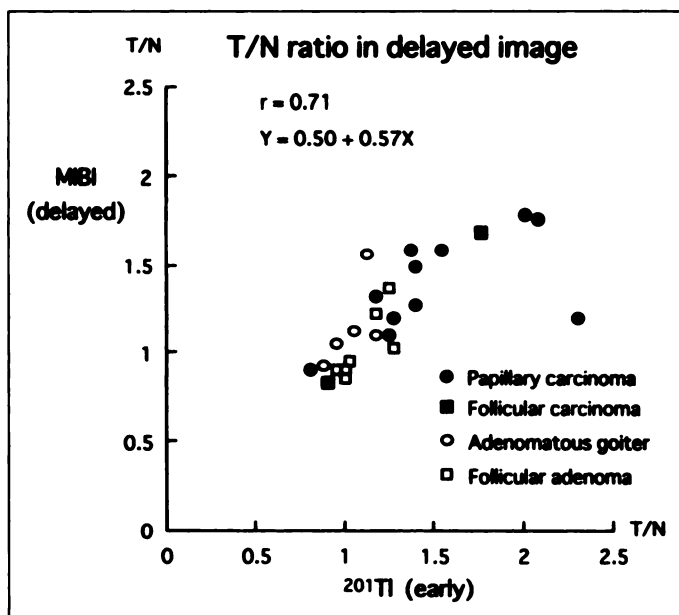 T/N T/N ratio in delayed image
2.5
r = 0.71
Y = 0.50 + 0.57X
MIBI
(delayed)
2
1.5
1
0.5
0
Papillary carcinoma
Follicular carcinoma
Adenomatous goiter
Follicular adenoma
T/N
0 0.5 1 1.5 2 2.5
201Tl (early)